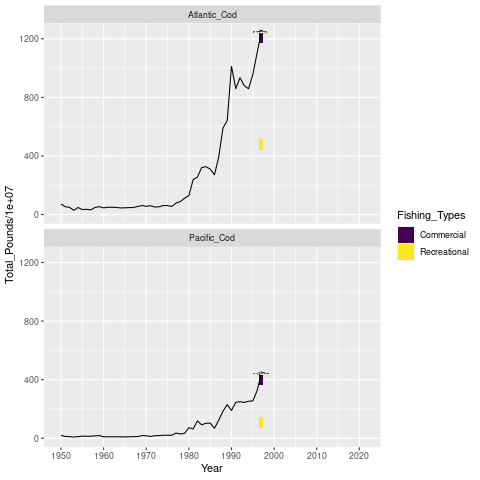 Atlantic_Cod
1200
800
400
0
Pacific_Cod
1200
800
400
0
1950 1960 1970 1980 1990 2000 2010 2020
Year
Total_Pounds/1e+07
Fishing_Types
Commercial
Recreational